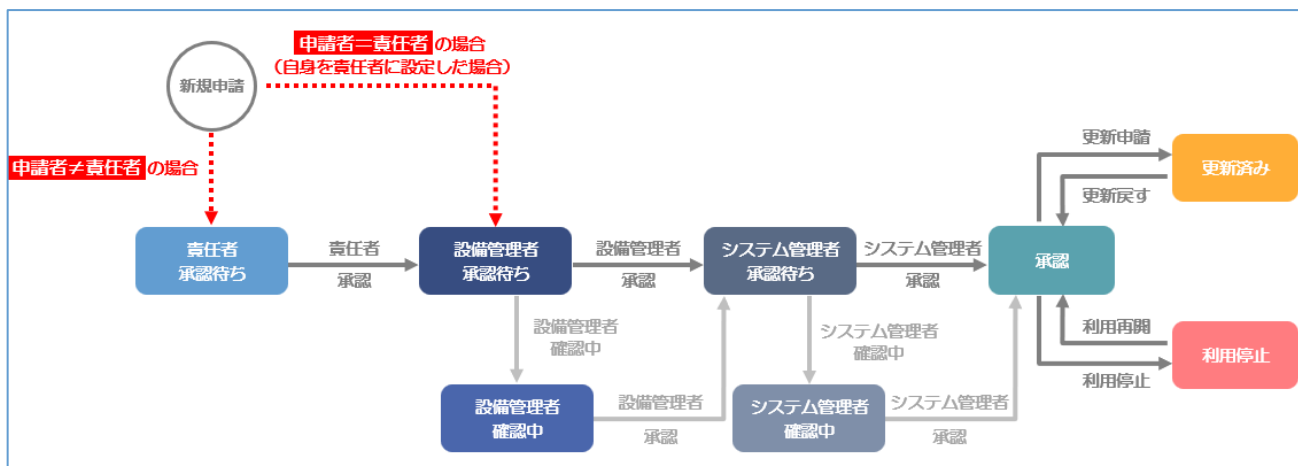 新規申請
申請者＝責任者 の場合
（自身を責任者に設定した場合）
申請者≠責任者 の場合
責任者
承認待ち
責任者
承認
設備管理者
承認待ち
設備管理者
承認
システム管理者
承認待ち
システム管理者
承認
承認
更新申請
更新戻す
更新済み
利用再開
利用停止
利用停止
設備管理者
確認中
設備管理者
確認中
設備管理者
承認
システム管理者
確認中
システム管理者
確認中
システム管理者
承認